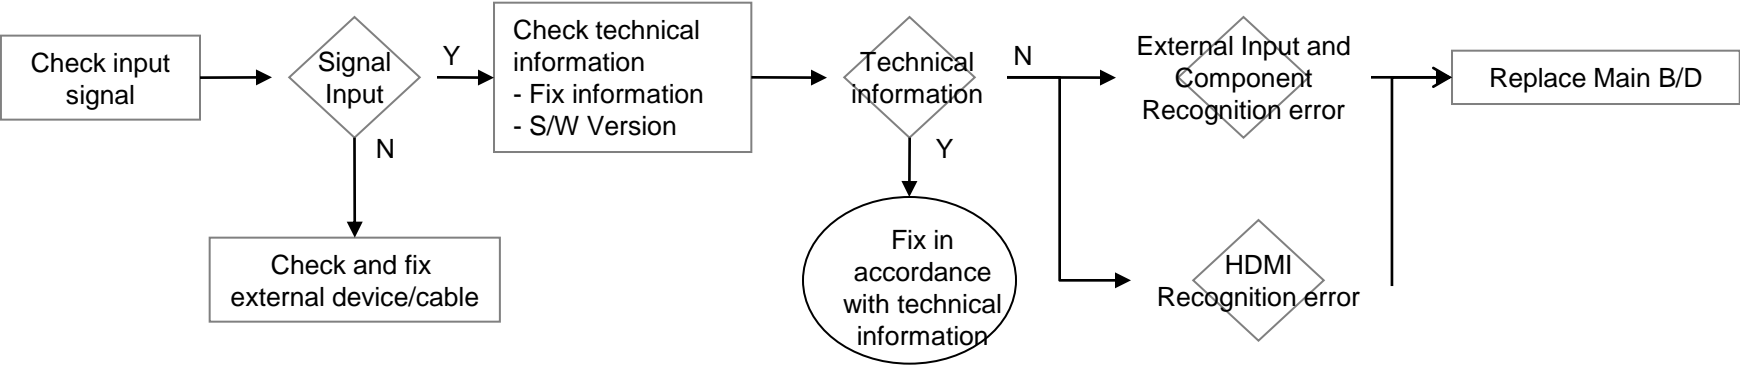 Check input
signal
Signal
Input
Y
N
Check and fix
external device/cable
Check technical
information
- Fix information
- S/W Version
Technical
information
N
Y
Fix in
accordance
with technical
information
External Input and
Component
Recognition error
HDMI
Recognition error
Replace Main B/D